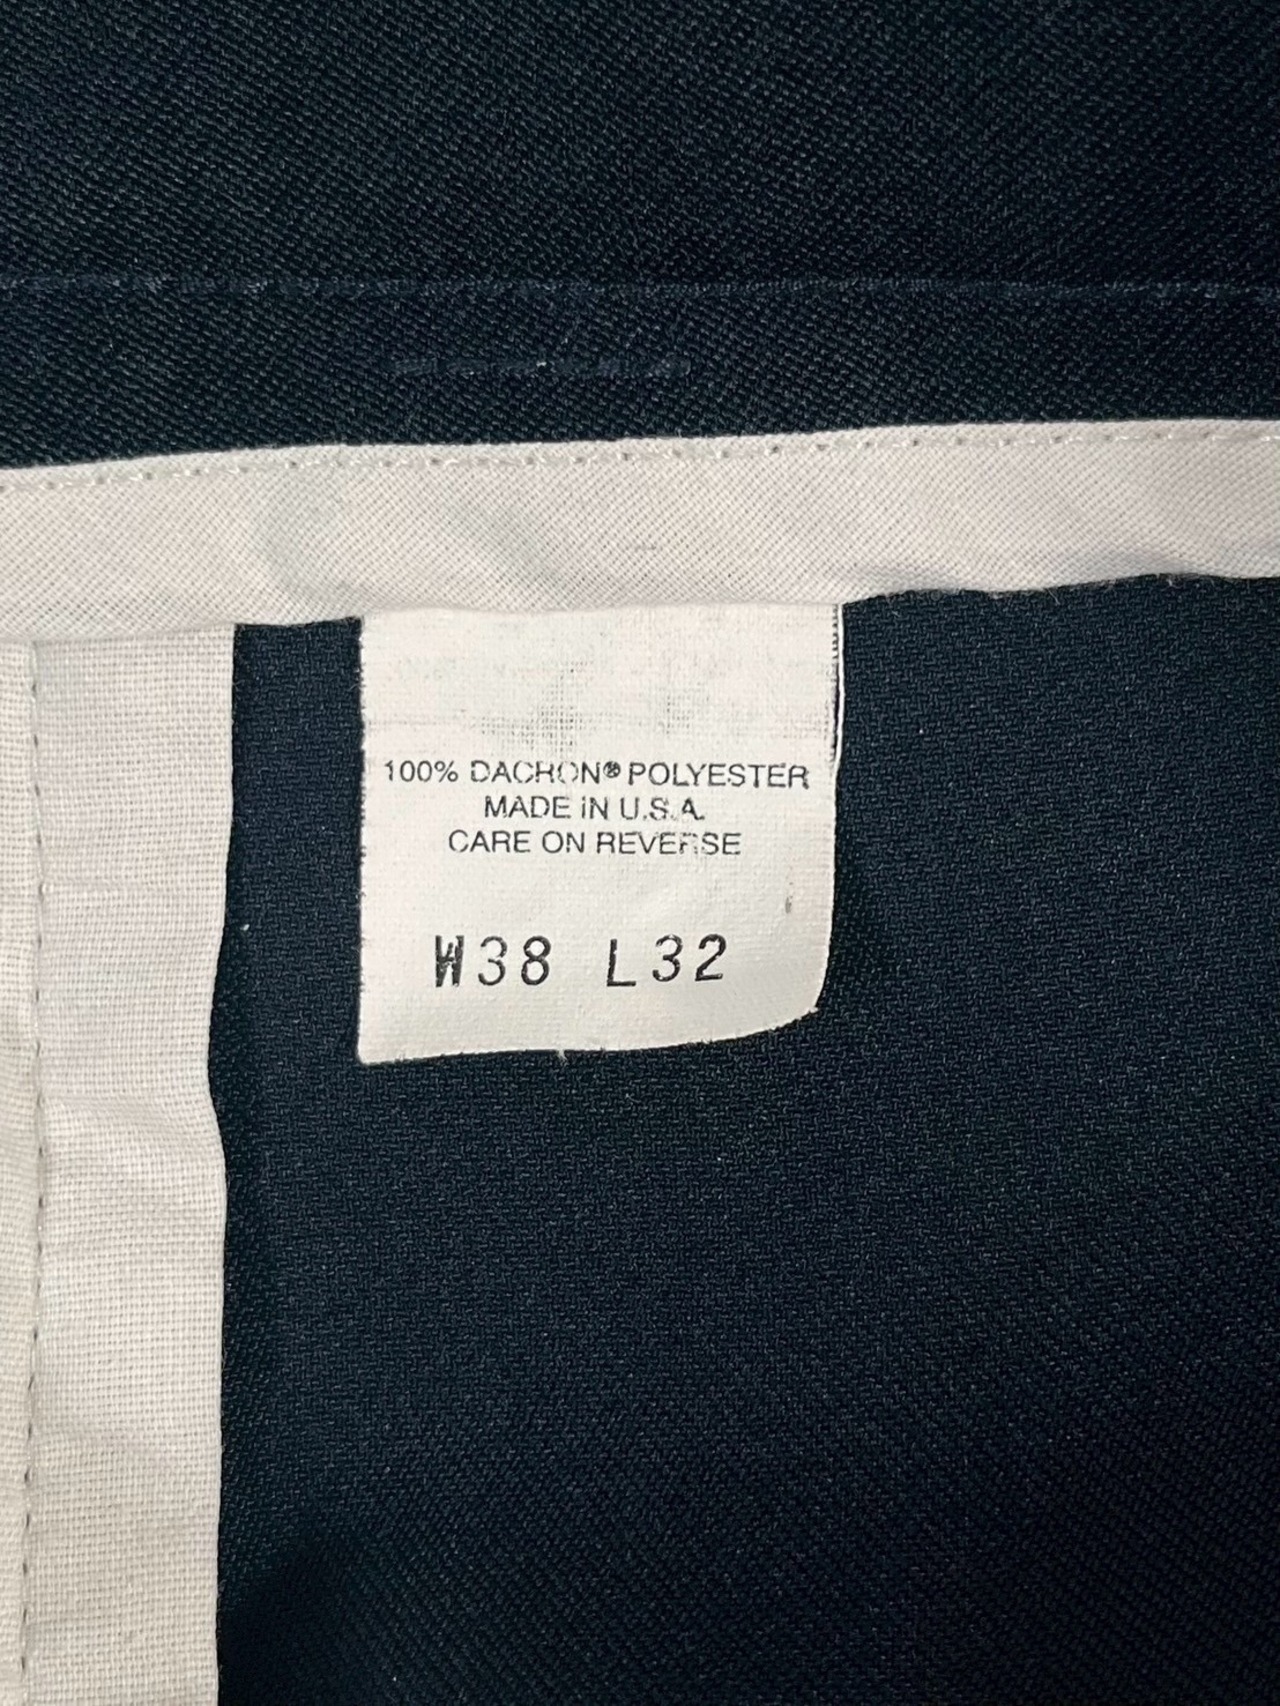 100% DACRON® POLYESTER
MADE IN U.S.A.
CARE ON REVERSE
W38 L32